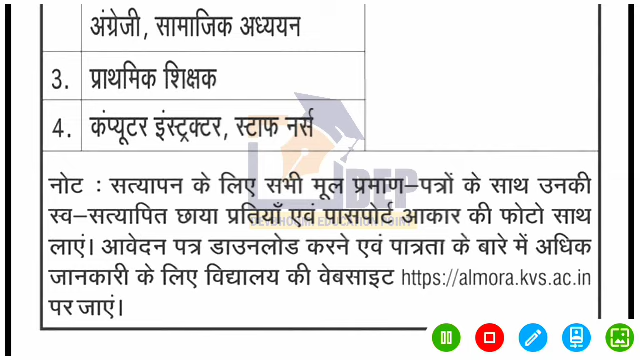 अंग्रेजी, सामाजिक अध्ययन
3. प्राथमिक शिक्षक
4. कंप्यूटर इंस्ट्रक्टर, स्टाफ नर्स
DEP
नोट : सत्यापन के लिए सभी मूल प्रमाण–पत्रों के साथ उनकी
स्व–सत्यापित छाया प्रतियाँ एवं पासपोर्ट आकार की फोटो साथ
लाएं। आवेदन पत्र डाउनलोड करने एवं पात्रता के बारे में अधिक
जानकारी के लिए विद्यालय की वेबसाइट https://almora.kvs.ac.in
पर जाएं।